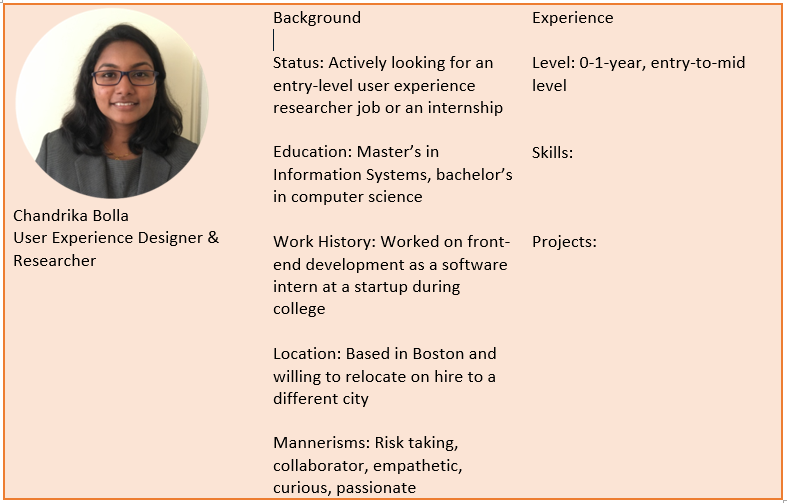 Chandrika Bolla
User Experience Designer &
Researcher
Background
Status: Actively looking for an
entry-level user experience
researcher job or an internship
Education: Master’s in
Information Systems, bachelor’s
in computer science
Work History: Worked on front-
end development as a software
intern at a startup during
college
Location: Based in Boston and
willing to relocate on hire to a
different city
Mannerisms: Risk taking,
collaborator, empathetic,
curious, passionate
Experience
Level: 0-1-year, entry-to-mid
level
Skills:
Projects: